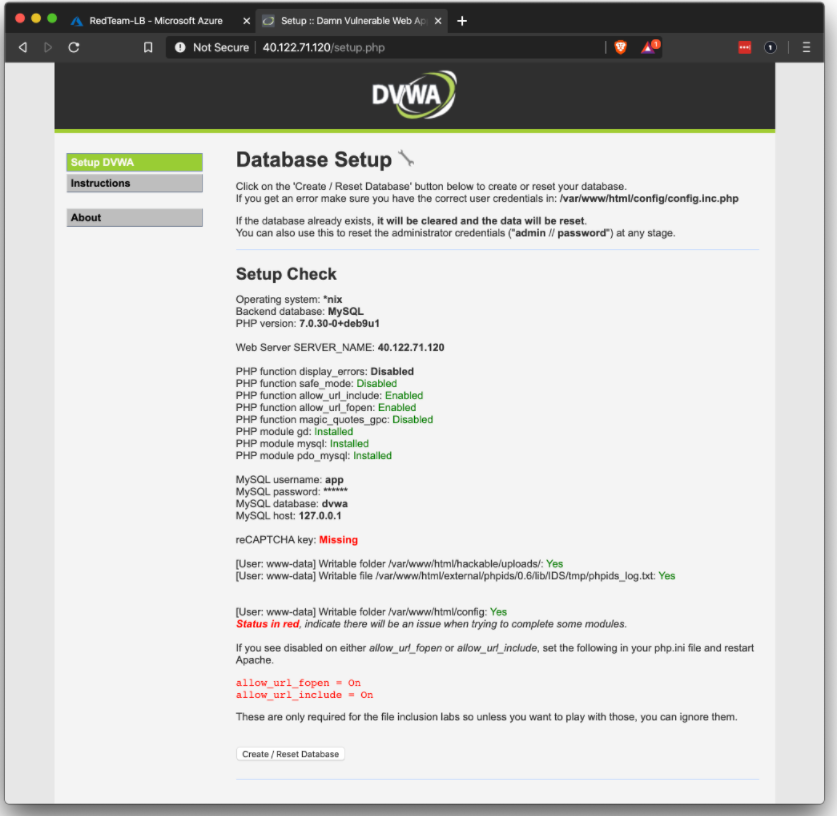 RedTeam-LB - Microsoft Azure
Setup :: Damn Vulnerable Web Ap
Not Secure
40.122.71.120/setup.php
1
1
DVWA
Setup DVWA
Instructions
About
Database Setup
Click on the 'Create / Reset Database' button below to create or reset your database.
If you get an error make sure you have the correct user credentials in: /var/www/html/config/config.inc.php
If the database already exists, it will be cleared and the data will be reset.
You can also use this to reset the administrator credentials ("admin // password") at any stage.
Setup Check
Operating system: *nix
Backend database: MySQL
PHP version: 7.0.30-0+deb9u1
Web Server SERVER_NAME: 40.122.71.120
PHP function display_errors: Disabled
PHP function safe_mode: Disabled
PHP function allow_url_include: Enabled
PHP function allow_url_fopen: Enabled
PHP function magic_quotes_gpc: Disabled
PHP module gd: Installed
PHP module mysql: Installed
PHP module pdo_mysql: Installed
MySQL username: app
MySQL password: ******
MySQL database: dvwa
MySQL host: 127.0.0.1
reCAPTCHA key: Missing
[User: www-data] Writable folder /var/www/html/hackable/uploads/: Yes
[User: www-data] Writable file /var/www/html/external/phpids/0.6/lib/IDS/tmp/phpids_log.txt: Yes
[User: www-data] Writable folder /var/www/html/config: Yes
Status in red, indicate there will be an issue when trying to complete some modules.
If you see disabled on either allow_url_fopen or allow_url_include, set the following in your php.ini file and restart
Apache.
allow_url_fopen = On
allow_url_include = On
These are only required for the file inclusion labs so unless you want to play with those, you can ignore them.
Create / Reset Database